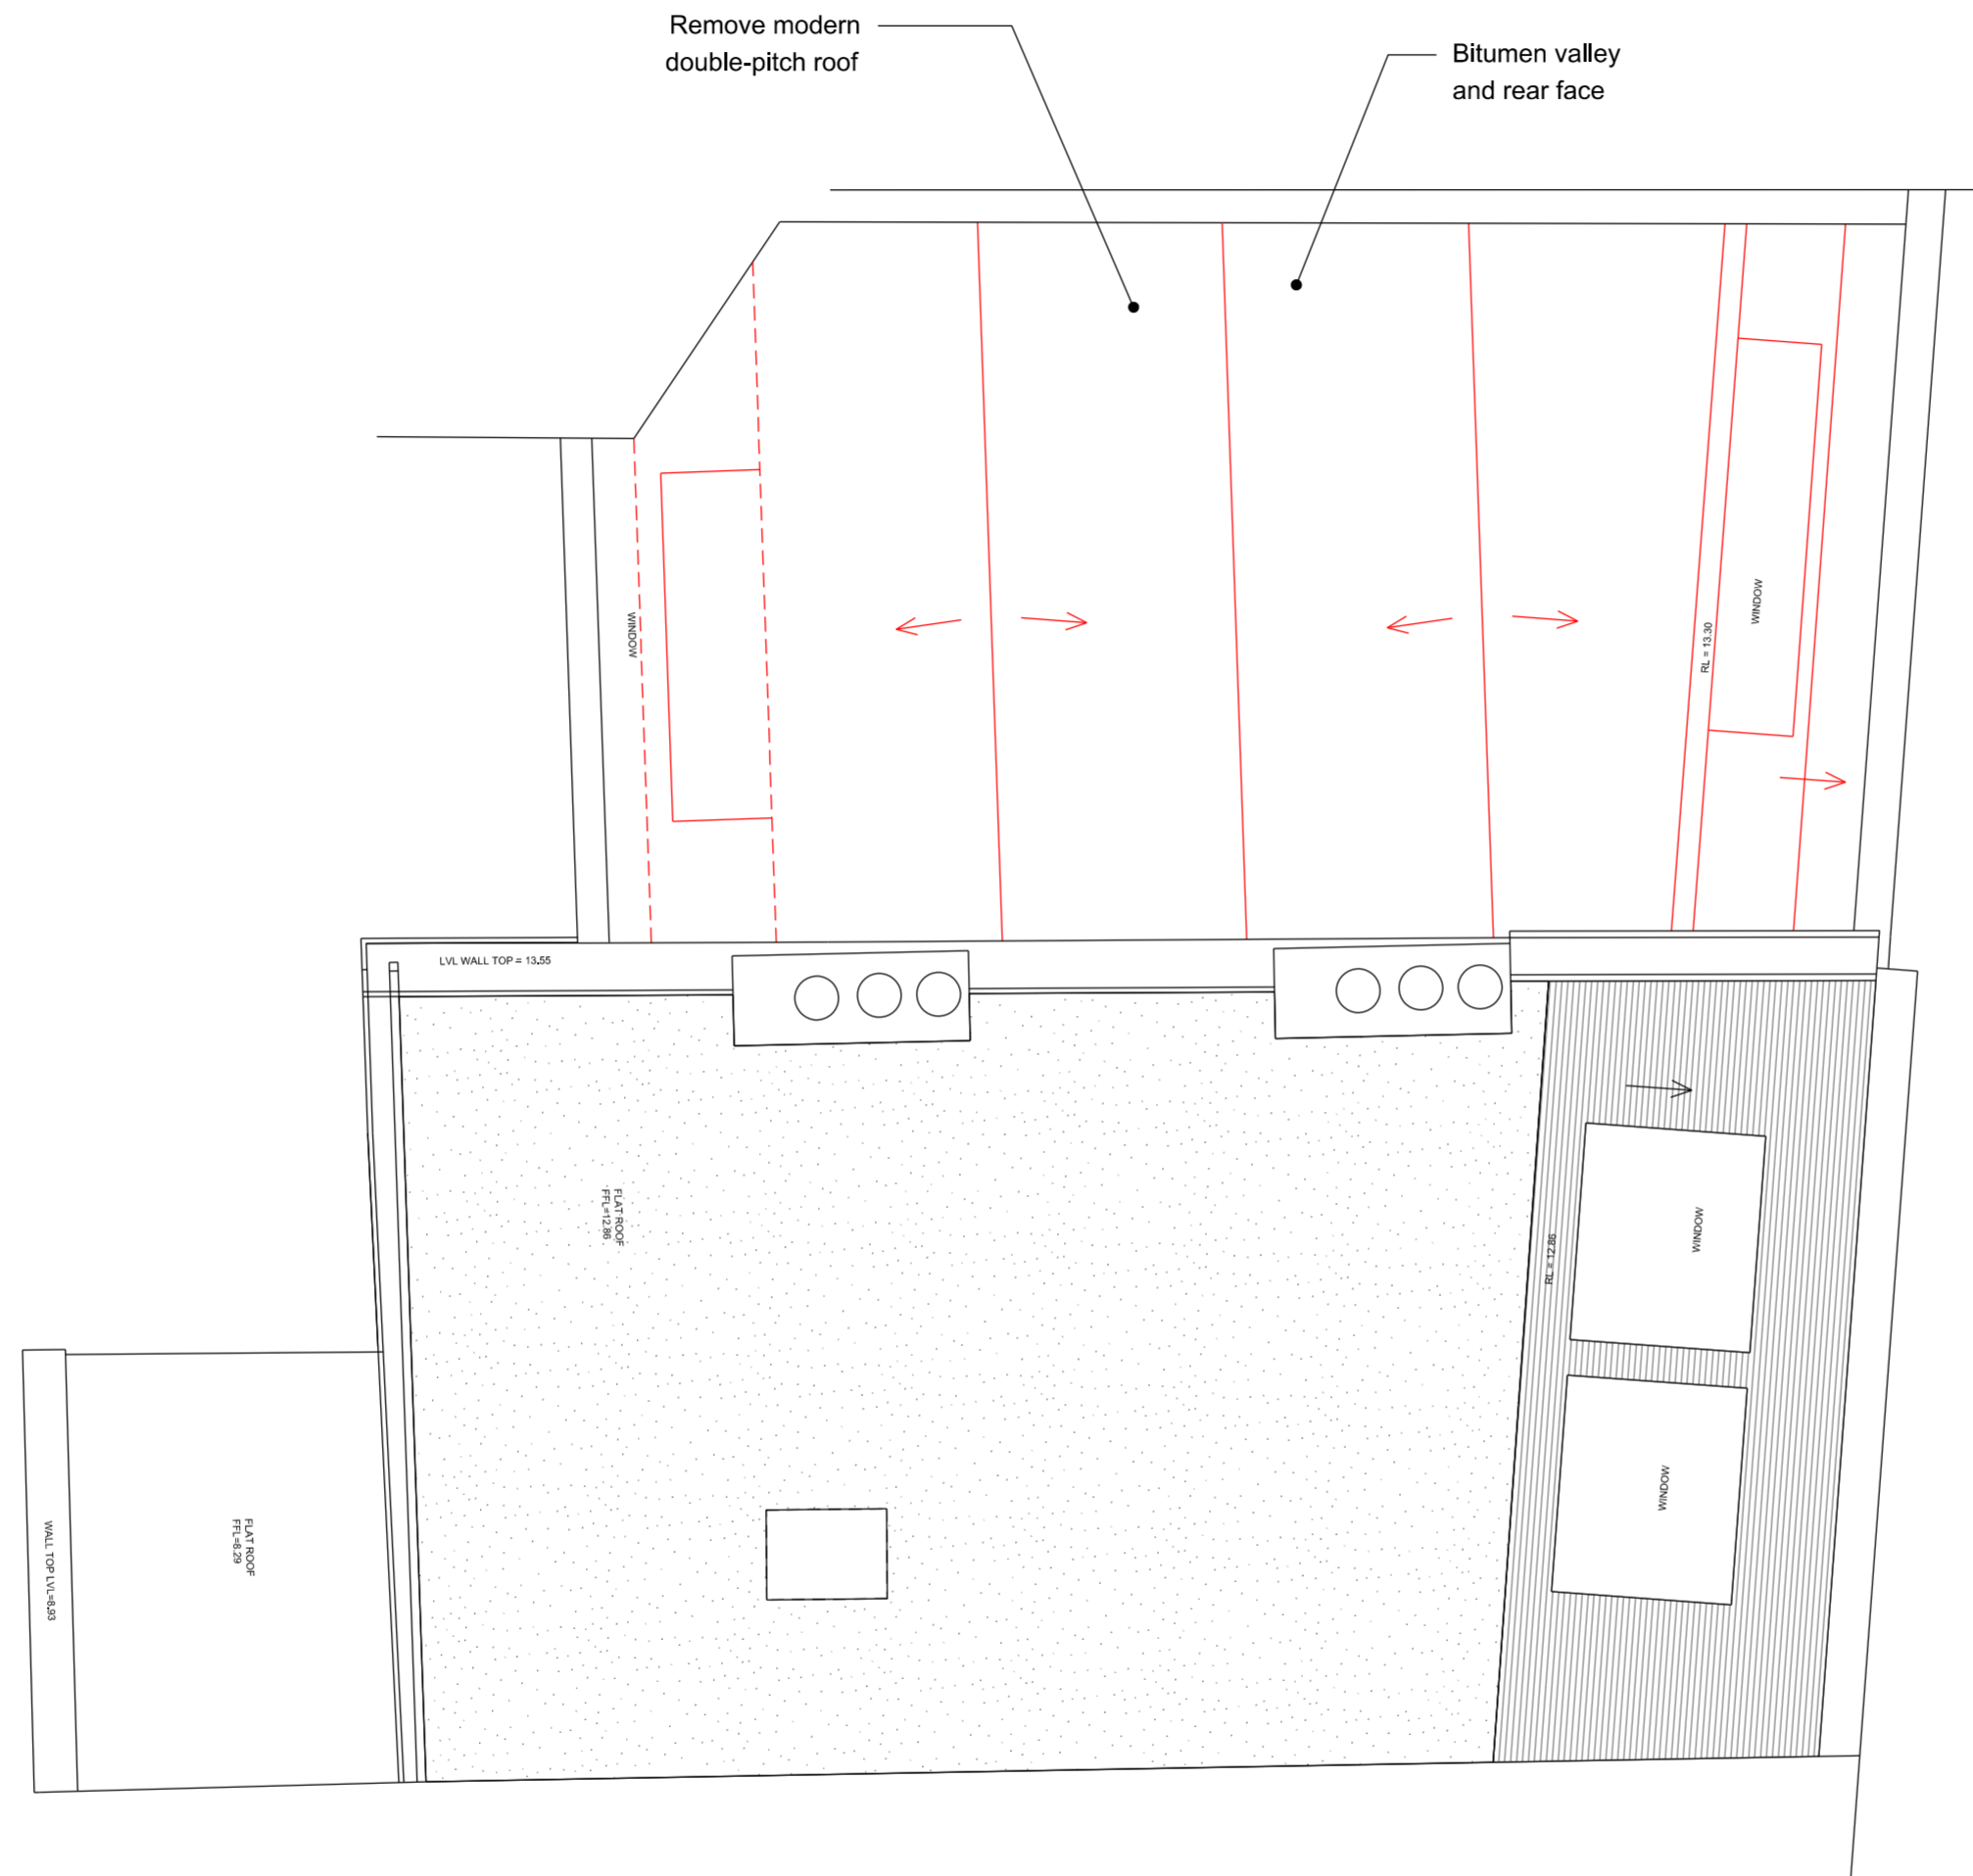 Remove modern
double-pitch roof
Bitumen valley
and rear face
WINDOW
WINDOW
RL = 13.30
LVL WALL TOP = 13.55
FLAT ROOF
FFL=12.86
RL = 12.86
WINDOW
WINDOW
FLAT ROOF
FFL=8.29
WALL TOP LVL=8.93